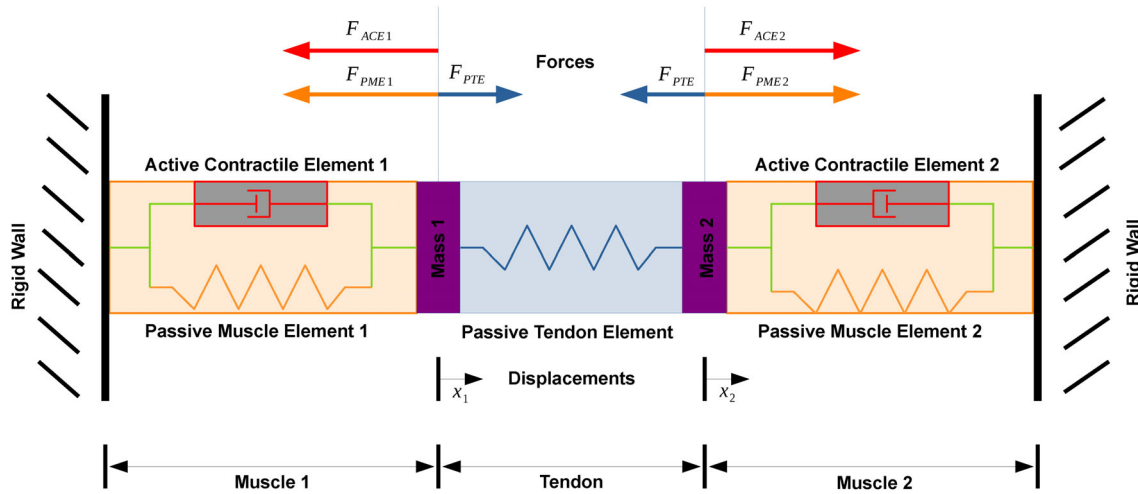 F_ACE1
F_ACE2
Forces
F_PME1
F_PTE
F_PTE
F_PME2
Active Contractile Element 1
Active Contractile Element 2
Rigid Wall
Mass 1
Mass 2
Rigid Wall
Passive Muscle Element 1
Passive Tendon Element
Passive Muscle Element 2
Displacements
x_1
x_2
Muscle 1
Tendon
Muscle 2